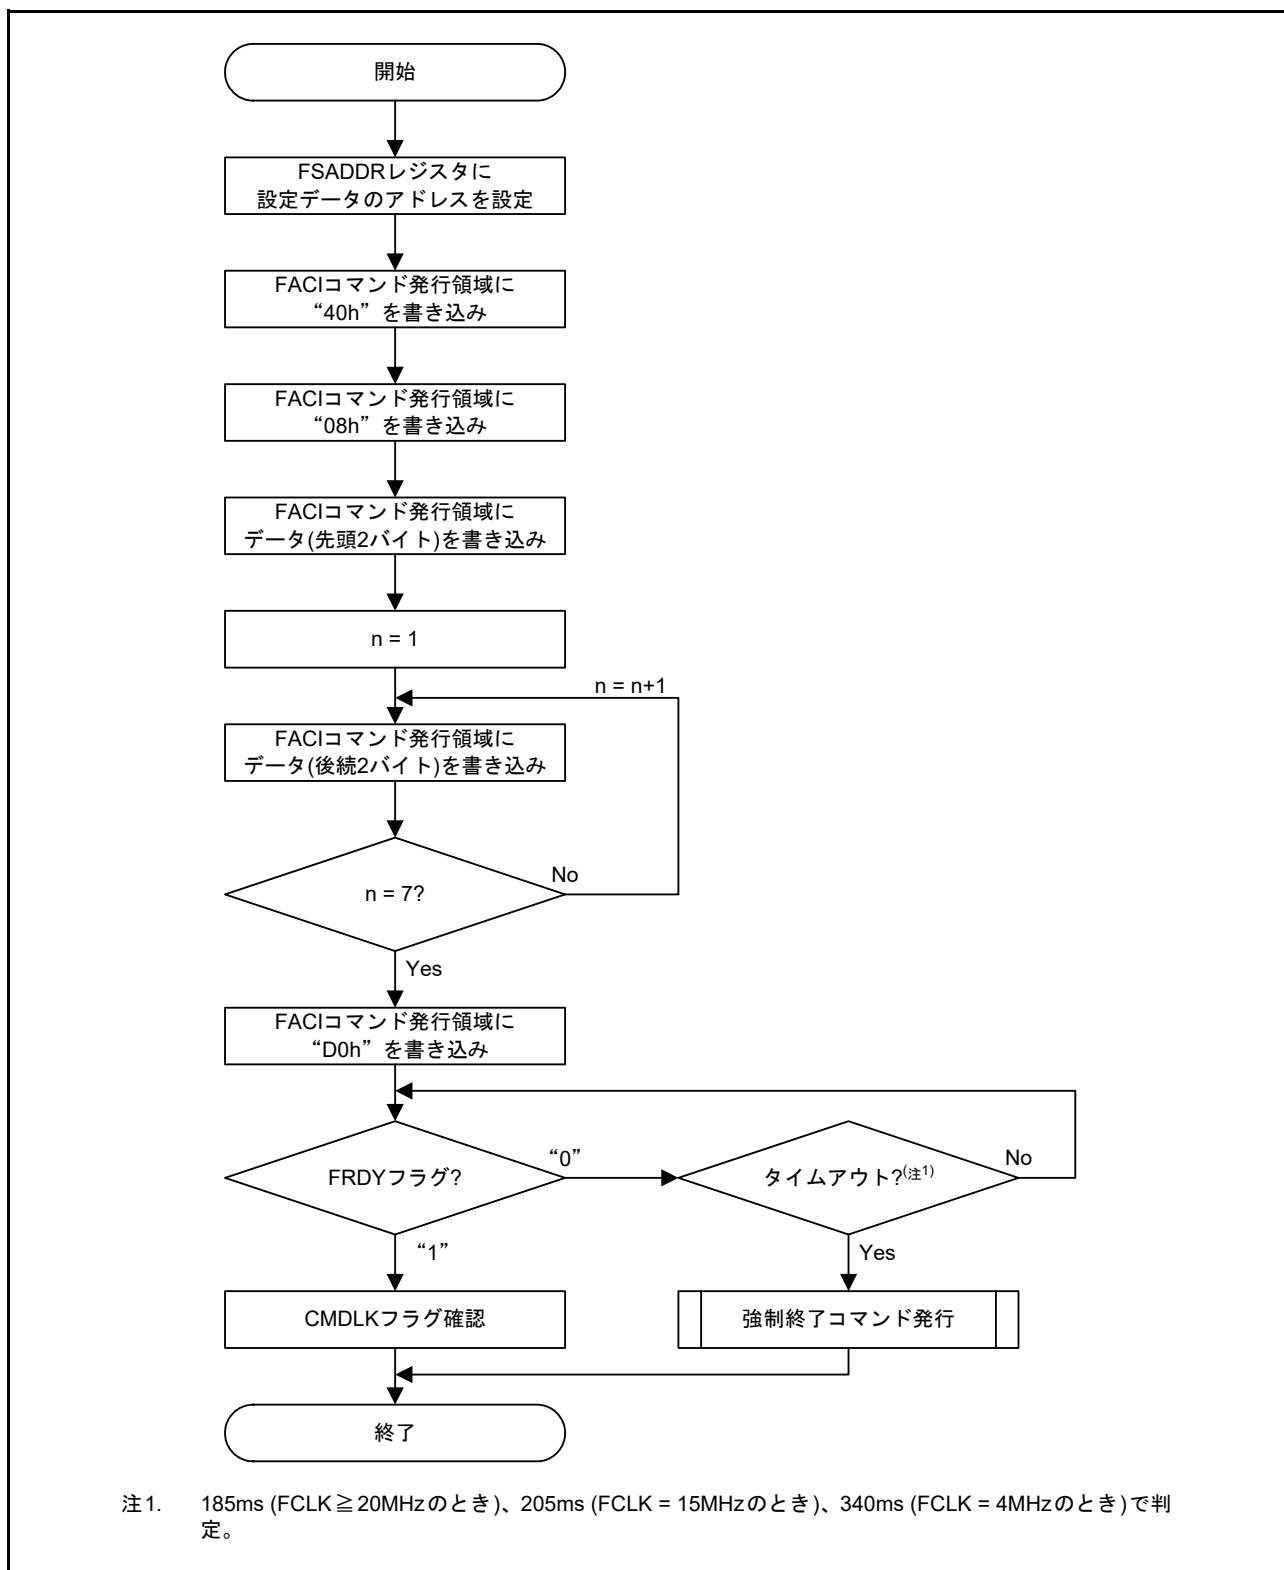 開始
FSADDRレジスタに
設定データのアドレスを設定
FACIコマンド発行領域に
“40h”を書き込み
FACIコマンド発行領域に
“08h”を書き込み
FACIコマンド発行領域に
データ(先頭2バイト)を書き込み
n = 1
n = n+1
FACIコマンド発行領域に
データ(後続2バイト)を書き込み
n = 7?
No
Yes
FACIコマンド発行領域に
“D0h”を書き込み
FRDYフラグ?
“0”
タイムアウト?(注1)
No
“1”
Yes
CMDLKフラグ確認
強制終了コマンド発行
終了
注1. 185ms (FCLK≧20MHzのとき)、205ms (FCLK = 15MHzのとき)、340ms (FCLK = 4MHzのとき)で判
定。